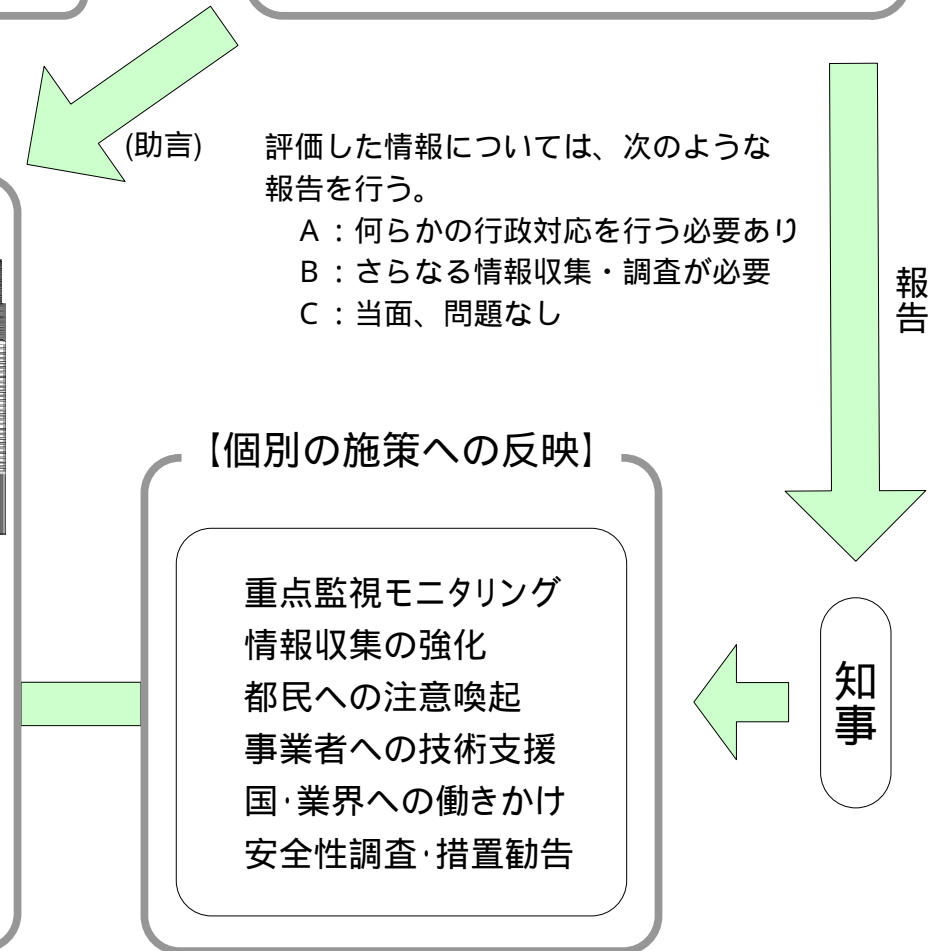 (助言)
評価した情報については、次のような
報告を行う。
A：何らかの行政対応を行う必要あり
B：さらなる情報収集・調査が必要
C：当面、問題なし
報告
【個別の施策への反映】
重点監視モニタリング
情報収集の強化
都民への注意喚起
事業者への技術支援
国･業界への働きかけ
安全性調査･措置勧告
知事